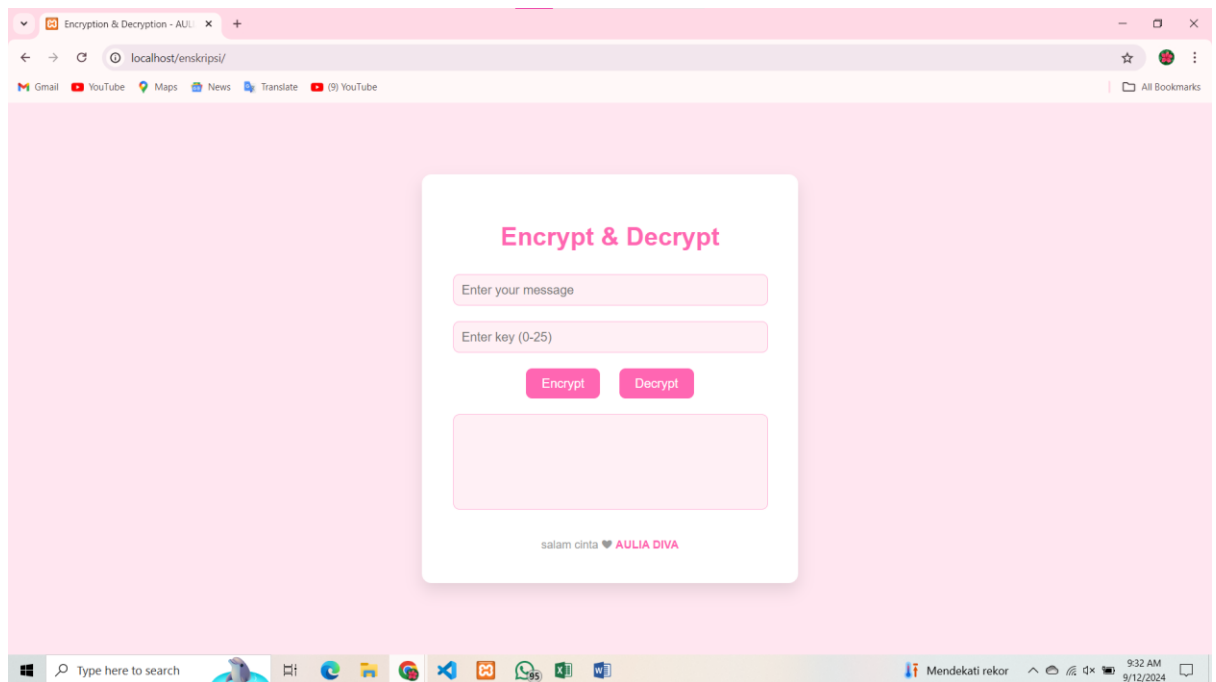 Encryption & Decryption - AUL
localhost/enskripsi/
Gmail YouTube Maps News Translate (9) YouTube All Bookmarks
Encrypt & Decrypt
Enter your message
Enter key (0-25)
Encrypt Decrypt
salam cinta ❤ AULIA DIVA
Type here to search 95 Mendekati rekor 9:32 AM
9/12/2024